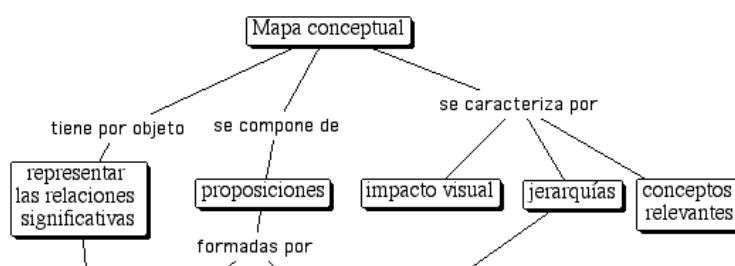 Mapa conceptual
se caracteriza por
tiene por objeto
se compone de
representar
las relaciones
significativas
proposiciones
impacto visual
jerarquías
conceptos
relevantes
formadas por